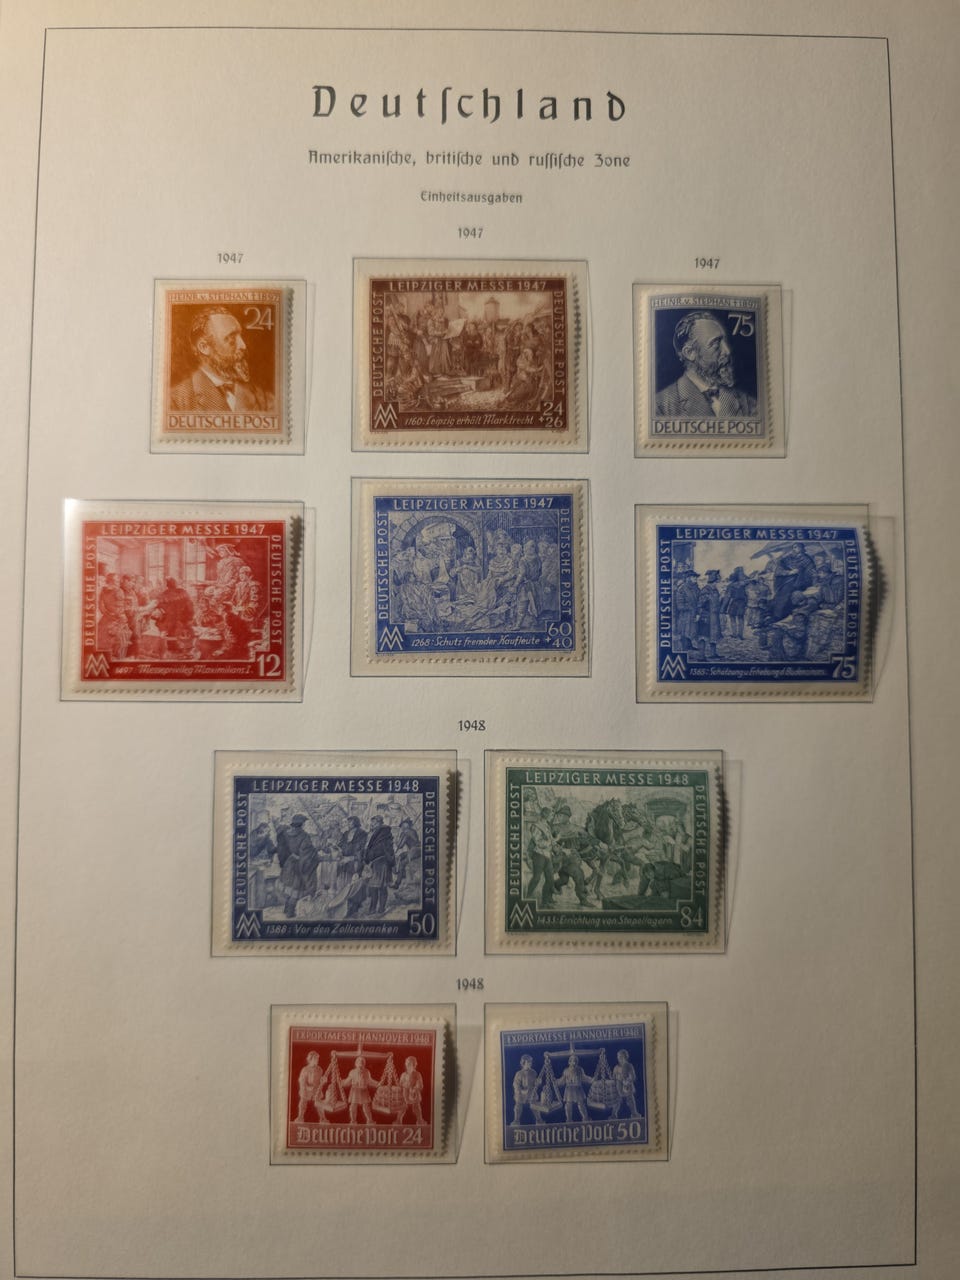 Deutſchland
Amerikaniſche, britiſche und ruſſiſche Zone
Einheitsausgaben
1947
1947
1947
HEINR. v. STEPHAN † 1897
24
DEUTSCHE POST
LEIPZIGER MESSE 1947
DEUTSCHE POST
DEUTSCHE POST
1160: Leipzig erhält Marktrecht
24
+26
HEINR. v. STEPHAN † 1897
75
DEUTSCHE POST
LEIPZIGER MESSE 1947
DEUTSCHE POST
DEUTSCHE POST
1497: Messeprivileg Maximilians I.
12
LEIPZIGER MESSE 1947
DEUTSCHE POST
DEUTSCHE POST
1268: Schutz fremder Kaufleute
60
+40
LEIPZIGER MESSE 1947
DEUTSCHE POST
DEUTSCHE POST
1365: Schätzung u. Erhebung d. Budenzinses
75
1948
LEIPZIGER MESSE 1948
DEUTSCHE POST
DEUTSCHE POST
1388: Vor den Zollschranken
50
LEIPZIGER MESSE 1948
DEUTSCHE POST
DEUTSCHE POST
1433: Errichtung von Stapellagern
84
1948
EXPORTMESSE HANNOVER 1948
Deutſche Poſt 24
EXPORTMESSE HANNOVER 1948
Deutſche Poſt 50